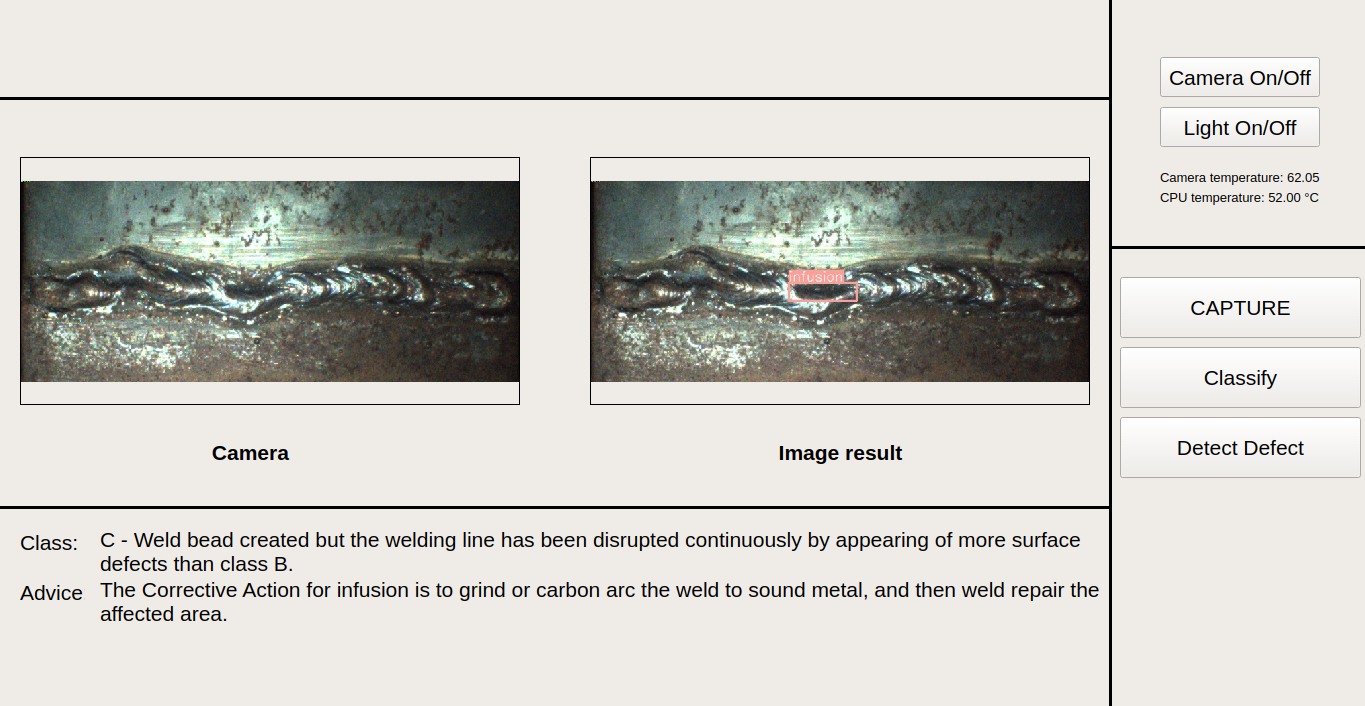 Camera On/Off
Light On/Off
Camera temperature: 62.05
CPU temperature: 52.00 °C
CAPTURE
Classify
Detect Defect
infusion
Camera
Image result
Class:
C - Weld bead created but the welding line has been disrupted continuously by appearing of more surface
defects than class B.
Advice
The Corrective Action for infusion is to grind or carbon arc the weld to sound metal, and then weld repair the
affected area.